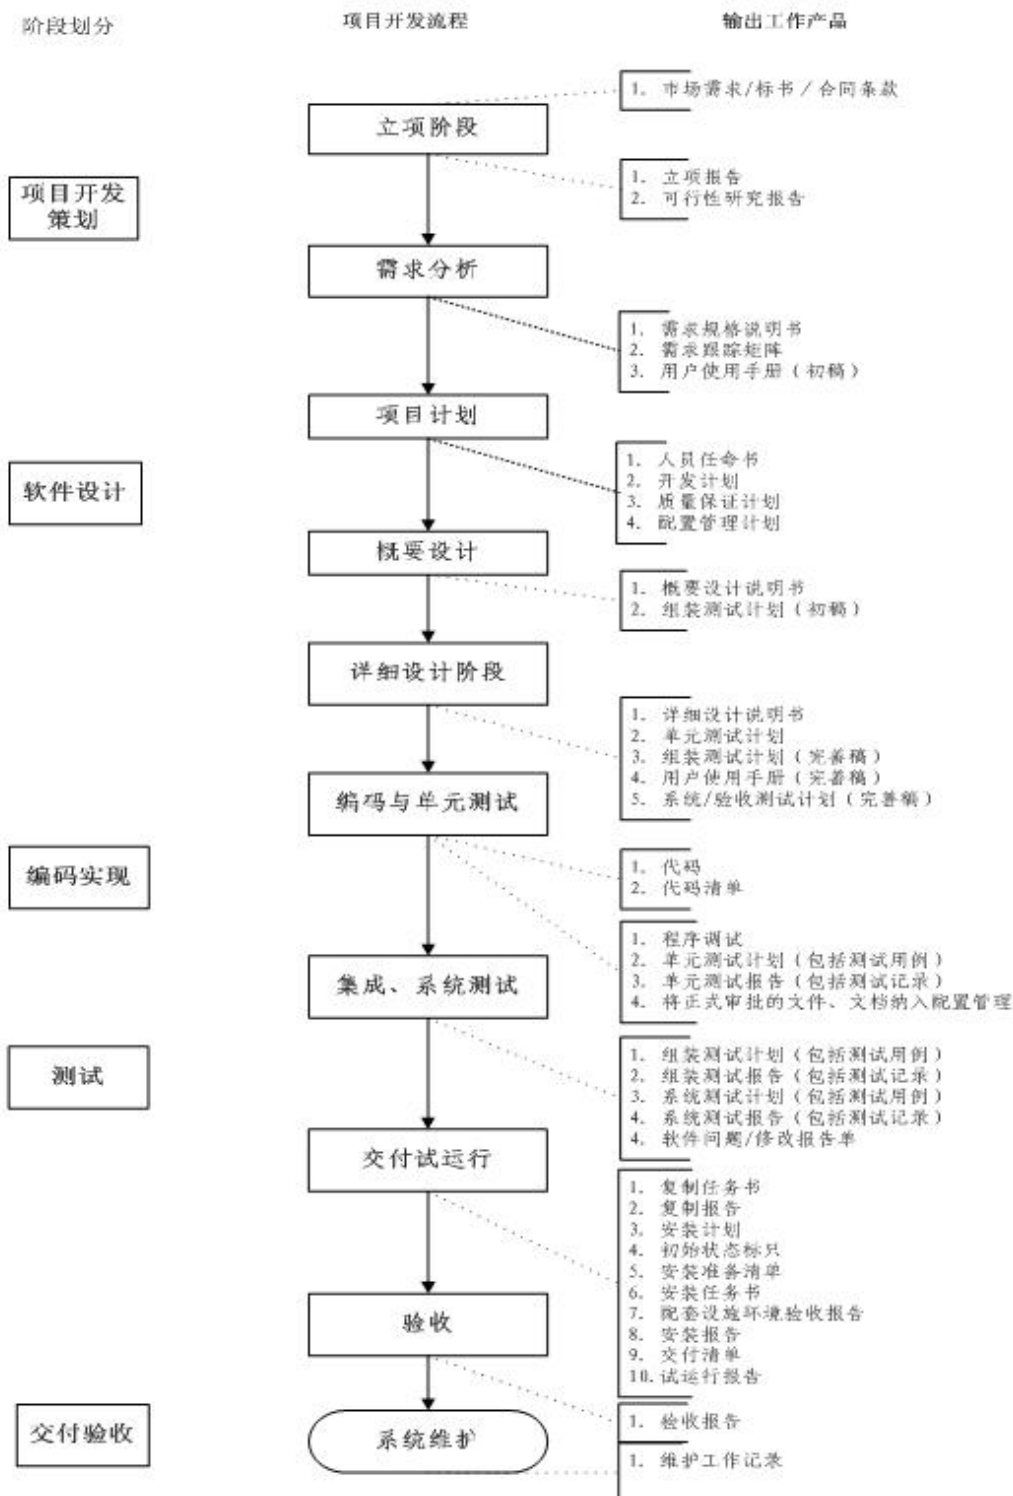 阶段划分
项目开发流程
输出工作产品
1. 市场需求/标书／合同条款
立项阶段
1. 立项报告
2. 可行性研究报告
项目开发
策划
需求分析
1. 需求规格说明书
2. 需求跟踪矩阵
3. 用户使用手册（初稿）
项目计划
1. 人员任命书
2. 开发计划
3. 质量保证计划
4. 配置管理计划
软件设计
概要设计
1. 概要设计说明书
2. 组装测试计划（初稿）
详细设计阶段
1. 详细设计说明书
2. 单元测试计划
3. 组装测试计划（完善稿）
4. 用户使用手册（完善稿）
5. 系统/验收测试计划（完善稿）
编码与单元测试
编码实现
1. 代码
2. 代码清单
1. 程序调试
2. 单元测试计划（包括测试用例）
3. 单元测试报告（包括测试记录）
4. 将正式审批的文件、文档纳入配置管理
集成、系统测试
测试
1. 组装测试计划（包括测试用例）
2. 组装测试报告（包括测试记录）
3. 系统测试计划（包括测试用例）
4. 系统测试报告（包括测试记录）
4. 软件问题/修改报告单
交付试运行
1. 复制任务书
2. 复制报告
3. 安装计划
4. 初始状态标只
5. 安装准备清单
6. 安装任务书
7. 配套设施环境验收报告
8. 安装报告
9. 交付清单
10. 试运行报告
验收
交付验收
1. 验收报告
系统维护
1. 维护工作记录